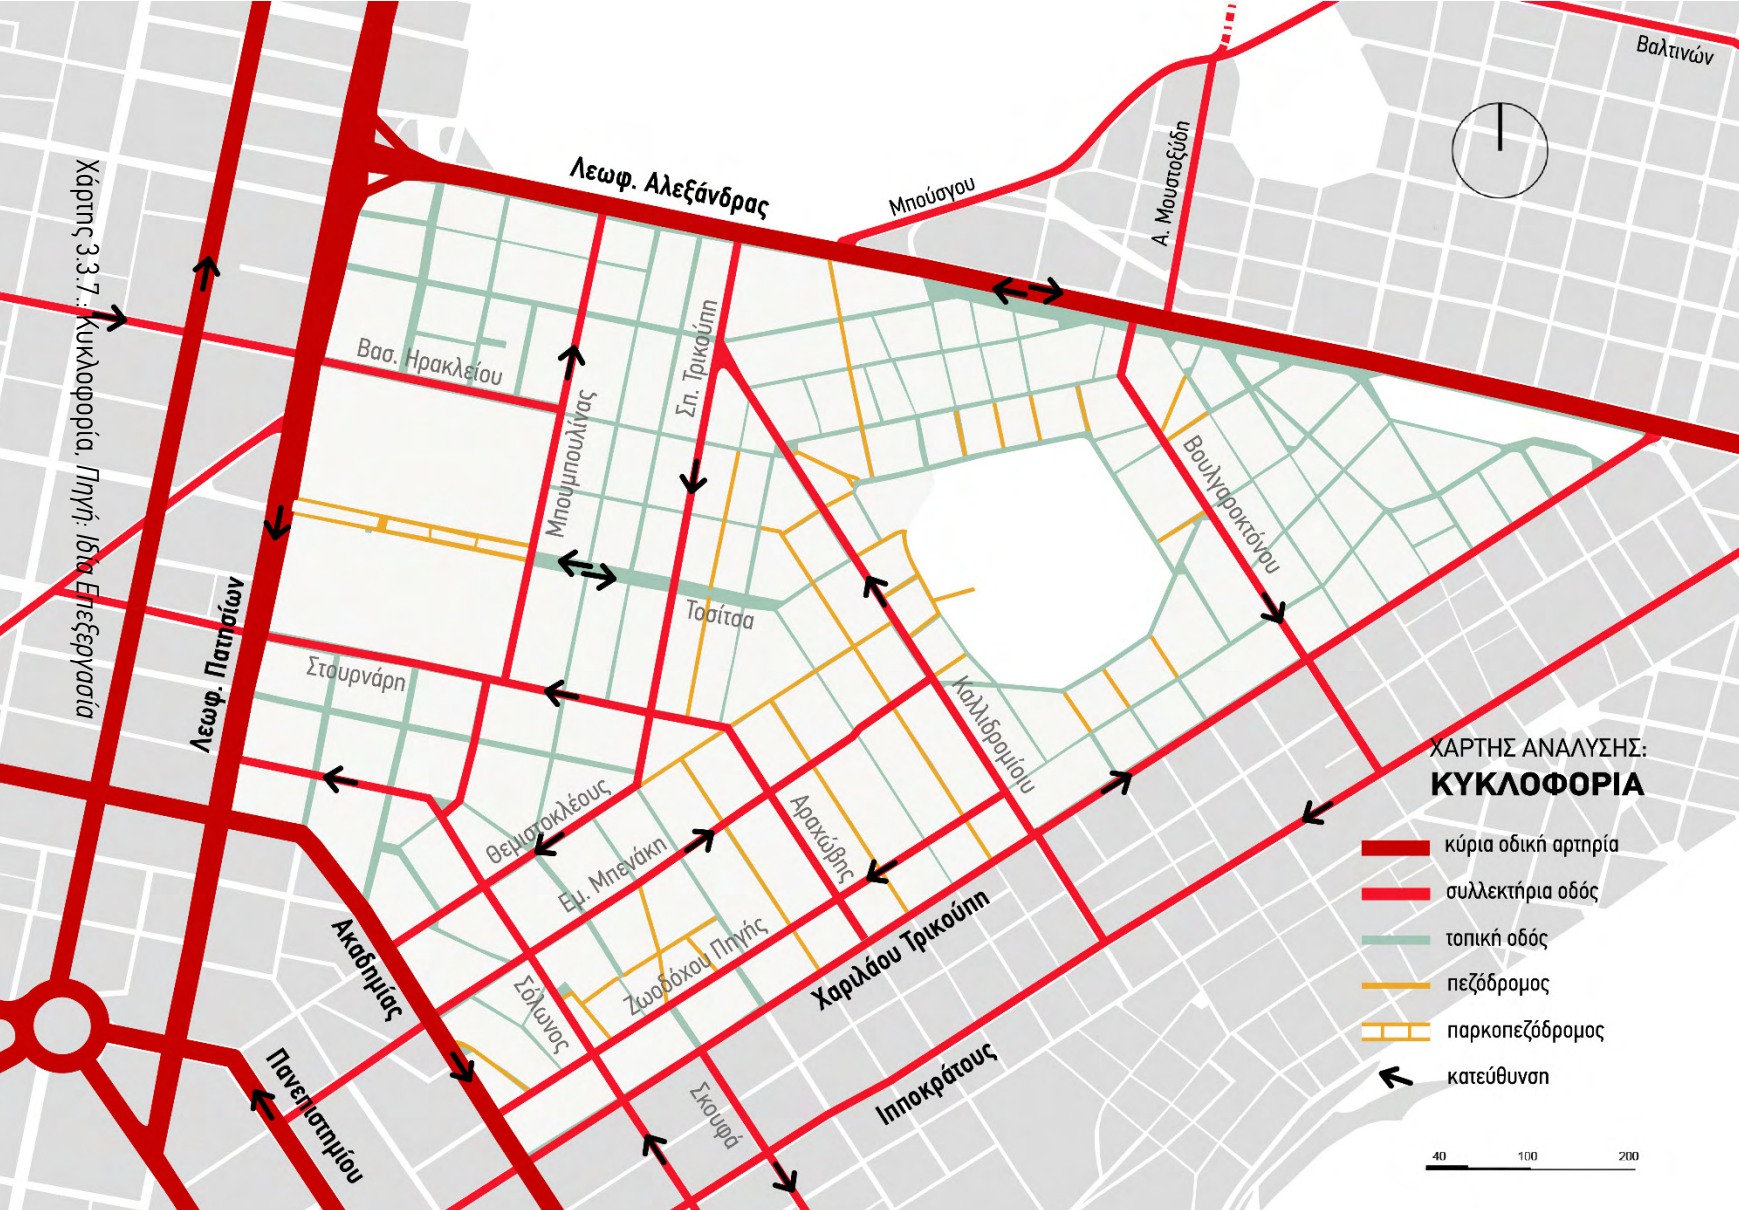 Βαλτινών
Α. Μουστοξύδη
Λεωφ. Αλεξάνδρας
Μπούσγου
Χάρτης 3.3.7.: Κυκλοφορία, Πηγή: Ιδία Επεξεργασία
Σπ. Τρικούπη
Βασ. Ηρακλείου
Μπουμπουλίνας
Βουλγαροκτόνου
Τοσίτσα
Λεωφ. Πατησίων
Στουρνάρη
Καλλιδρομίου
ΧΑΡΤΗΣ ΑΝΑΛΥΣΗΣ:
ΚΥΚΛΟΦΟΡΙΑ
Θεμιστοκλέους
Αραχώβης
Εμ. Μπενάκη
κύρια οδική αρτηρία
συλλεκτήρια οδός
τοπική οδός
πεζόδρομος
παρκοπεζόδρομος
κατεύθυνση
Χαριλάου Τρικούπη
Ζωοδόχου Πηγής
Ακαδημίας
Σόλωνος
Πανεπιστημίου
Ιπποκράτους
Σκουφά
40 100 200